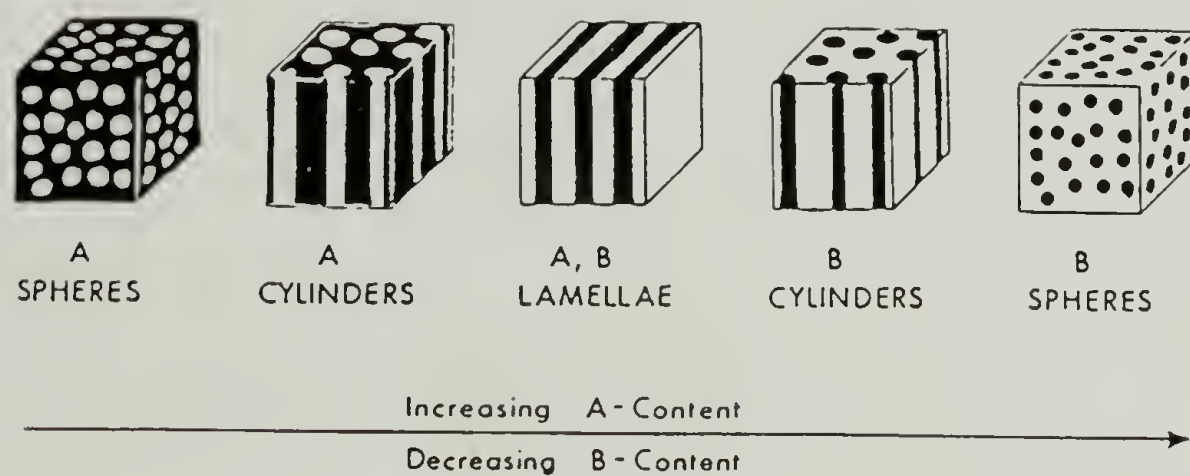 A
SPHERES
A
CYLINDERS
A, B
LAMELLAE
B
CYLINDERS
B
SPHERES
Increasing A-Content
Decreasing B-Content